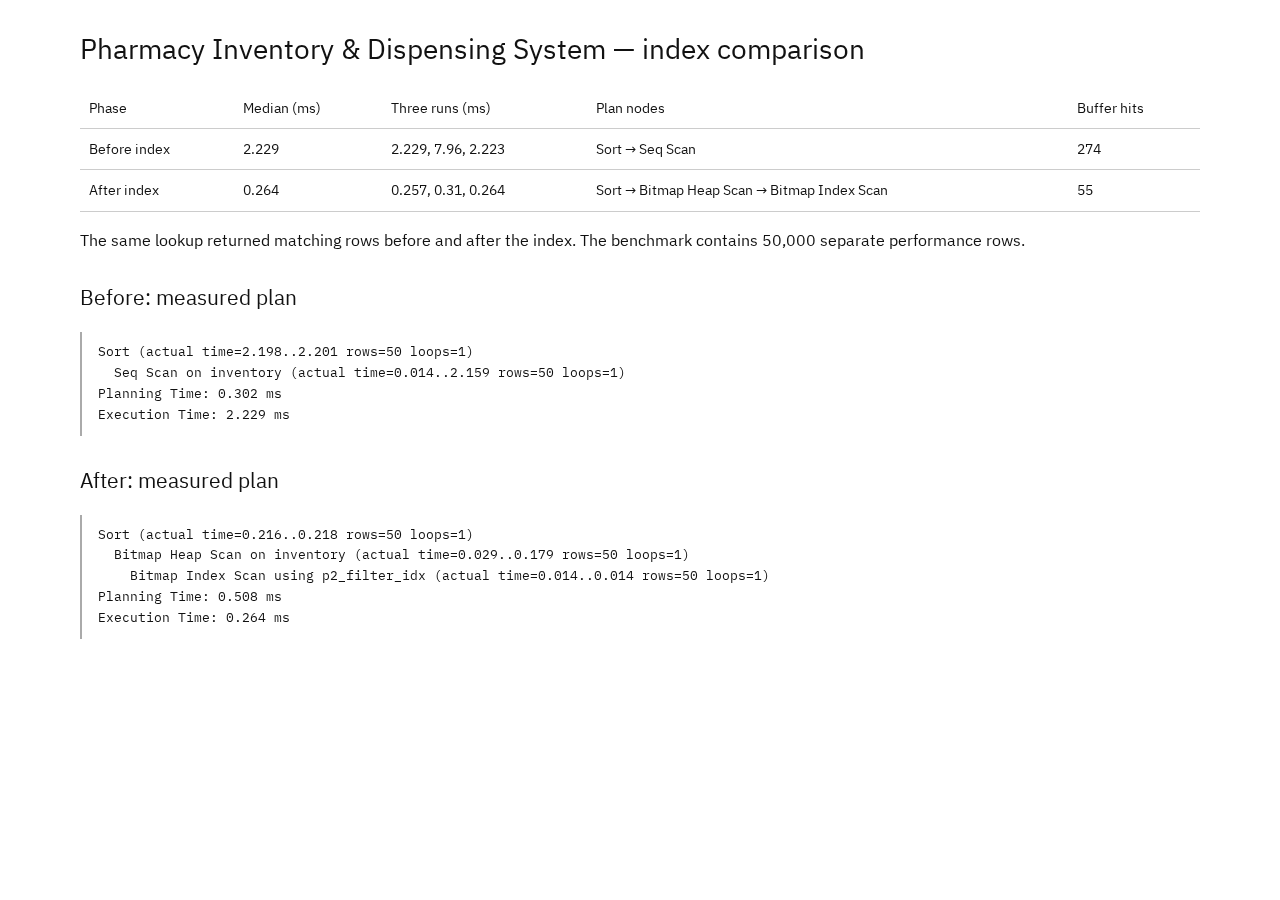 Pharmacy Inventory & Dispensing System — index comparison
Phase Median (ms) Three runs (ms) Plan nodes Buffer hits
Before index 2.229 2.229, 7.96, 2.223 Sort → Seq Scan 274
After index 0.264 0.257, 0.31, 0.264 Sort → Bitmap Heap Scan → Bitmap Index Scan 55
The same lookup returned matching rows before and after the index. The benchmark contains 50,000 separate performance rows.
Before: measured plan
Sort (actual time=2.198..2.201 rows=50 loops=1)
  Seq Scan on inventory (actual time=0.014..2.159 rows=50 loops=1)
Planning Time: 0.302 ms
Execution Time: 2.229 ms
After: measured plan
Sort (actual time=0.216..0.218 rows=50 loops=1)
  Bitmap Heap Scan on inventory (actual time=0.029..0.179 rows=50 loops=1)
    Bitmap Index Scan using p2_filter_idx (actual time=0.014..0.014 rows=50 loops=1)
Planning Time: 0.508 ms
Execution Time: 0.264 ms